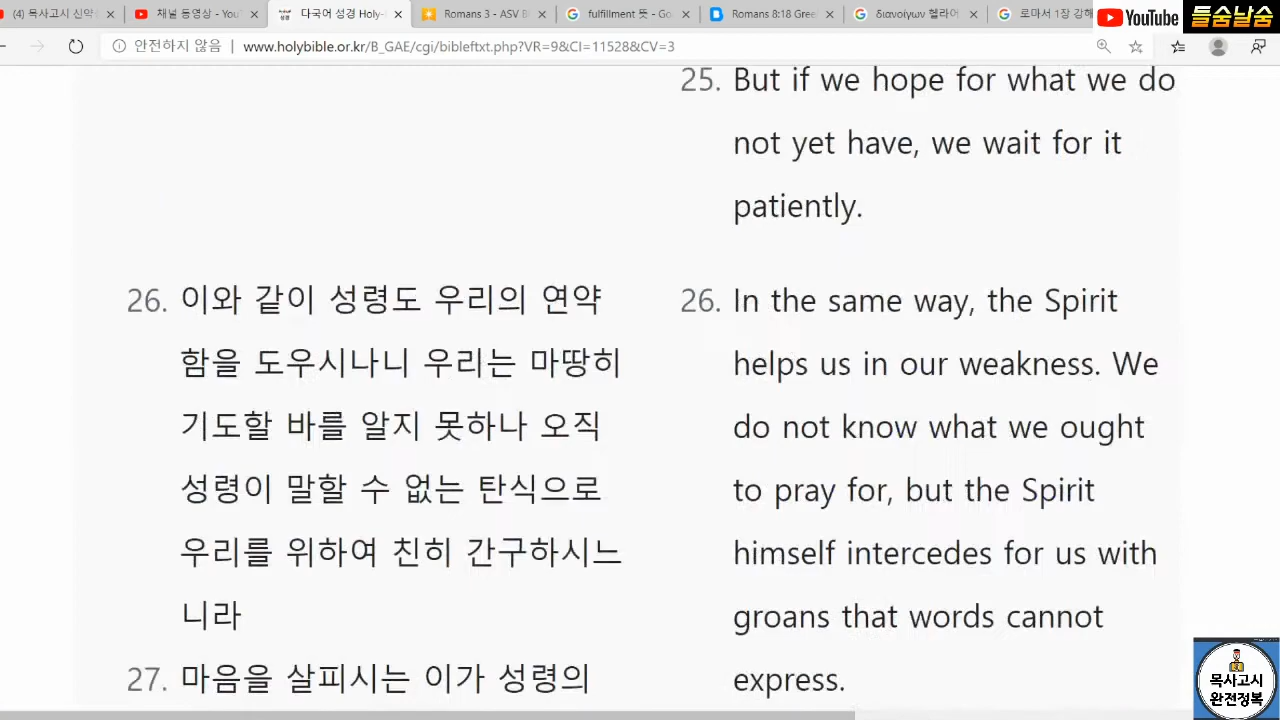 (4) 목사고시 신약
채널 동영상 - You
다국어 성경 Holy-
Romans 3
fulfillment 뜻 - Go
Romans 8:18 Gree
διανοίγων 헬라어
로마서 1장 강해
YouTube
들숨날숨
안전하지 않음 | www.holybible.or.kr/B_GAE/cgi/bibleftxt.php?VR=9&CI=11528&CV=3
25. But if we hope for what we do
not yet have, we wait for it
patiently.
26. 이와 같이 성령도 우리의 연약
함을 도우시나니 우리는 마땅히
기도할 바를 알지 못하나 오직
성령이 말할 수 없는 탄식으로
우리를 위하여 친히 간구하시느
니라
27. 마음을 살피시는 이가 성령의
26. In the same way, the Spirit
helps us in our weakness. We
do not know what we ought
to pray for, but the Spirit
himself intercedes for us with
groans that words cannot
express.
목사고시
완전정복